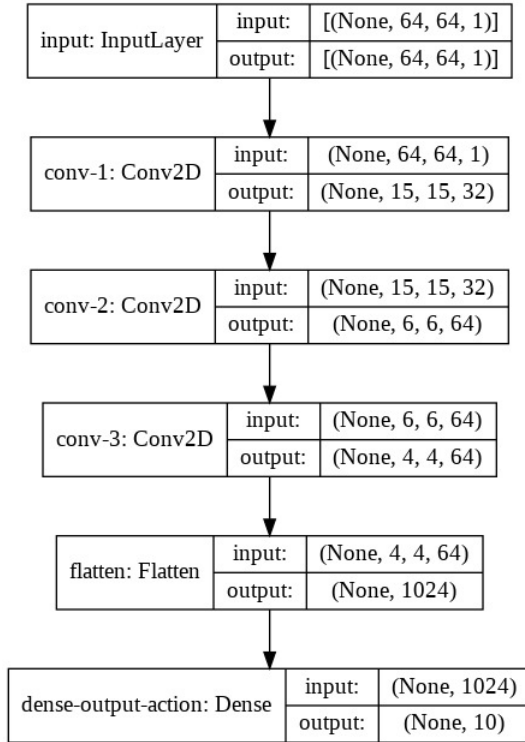 input: InputLayer
input: [(None, 64, 64, 1)]
output: [(None, 64, 64, 1)]
conv-1: Conv2D
input: (None, 64, 64, 1)
output: (None, 15, 15, 32)
conv-2: Conv2D
input: (None, 15, 15, 32)
output: (None, 6, 6, 64)
conv-3: Conv2D
input: (None, 6, 6, 64)
output: (None, 4, 4, 64)
flatten: Flatten
input: (None, 4, 4, 64)
output: (None, 1024)
dense-output-action: Dense
input: (None, 1024)
output: (None, 10)